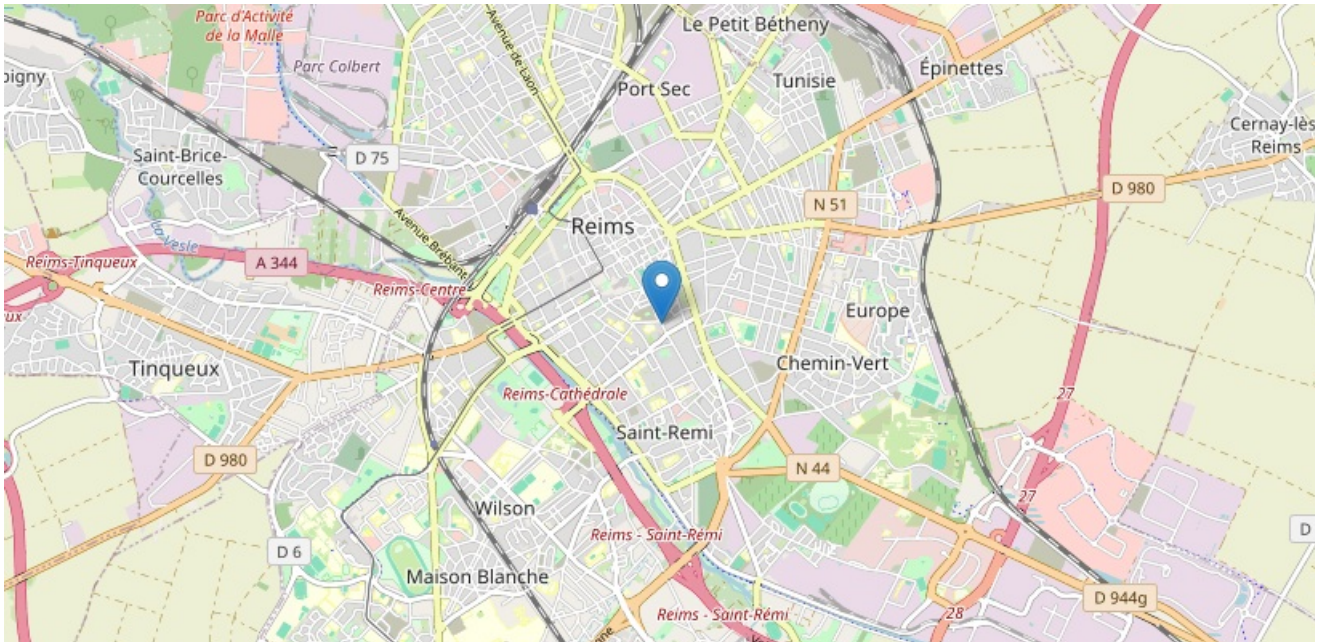 Parc d'Activité
de la Malle
Avenue de Laon
Le Petit Bétheny
Parc Colbert
Port Sec
Tunisie
Épinettes
Cernay-lès
Reims
Saint-Brice-
Courcelles
D 75
D 980
N 51
Reims
La Vesle
Avenue Brébant
Reims-Tinqueux
A 344
Reims-Centre
Europe
Tinqueux
Chemin-Vert
Reims-Cathédrale
27
Saint-Remi
D 980
N 44
27
Wilson
Reims - Saint-Rémi
D 6
Maison Blanche
D 944g
Reims - Saint-Rémi
28